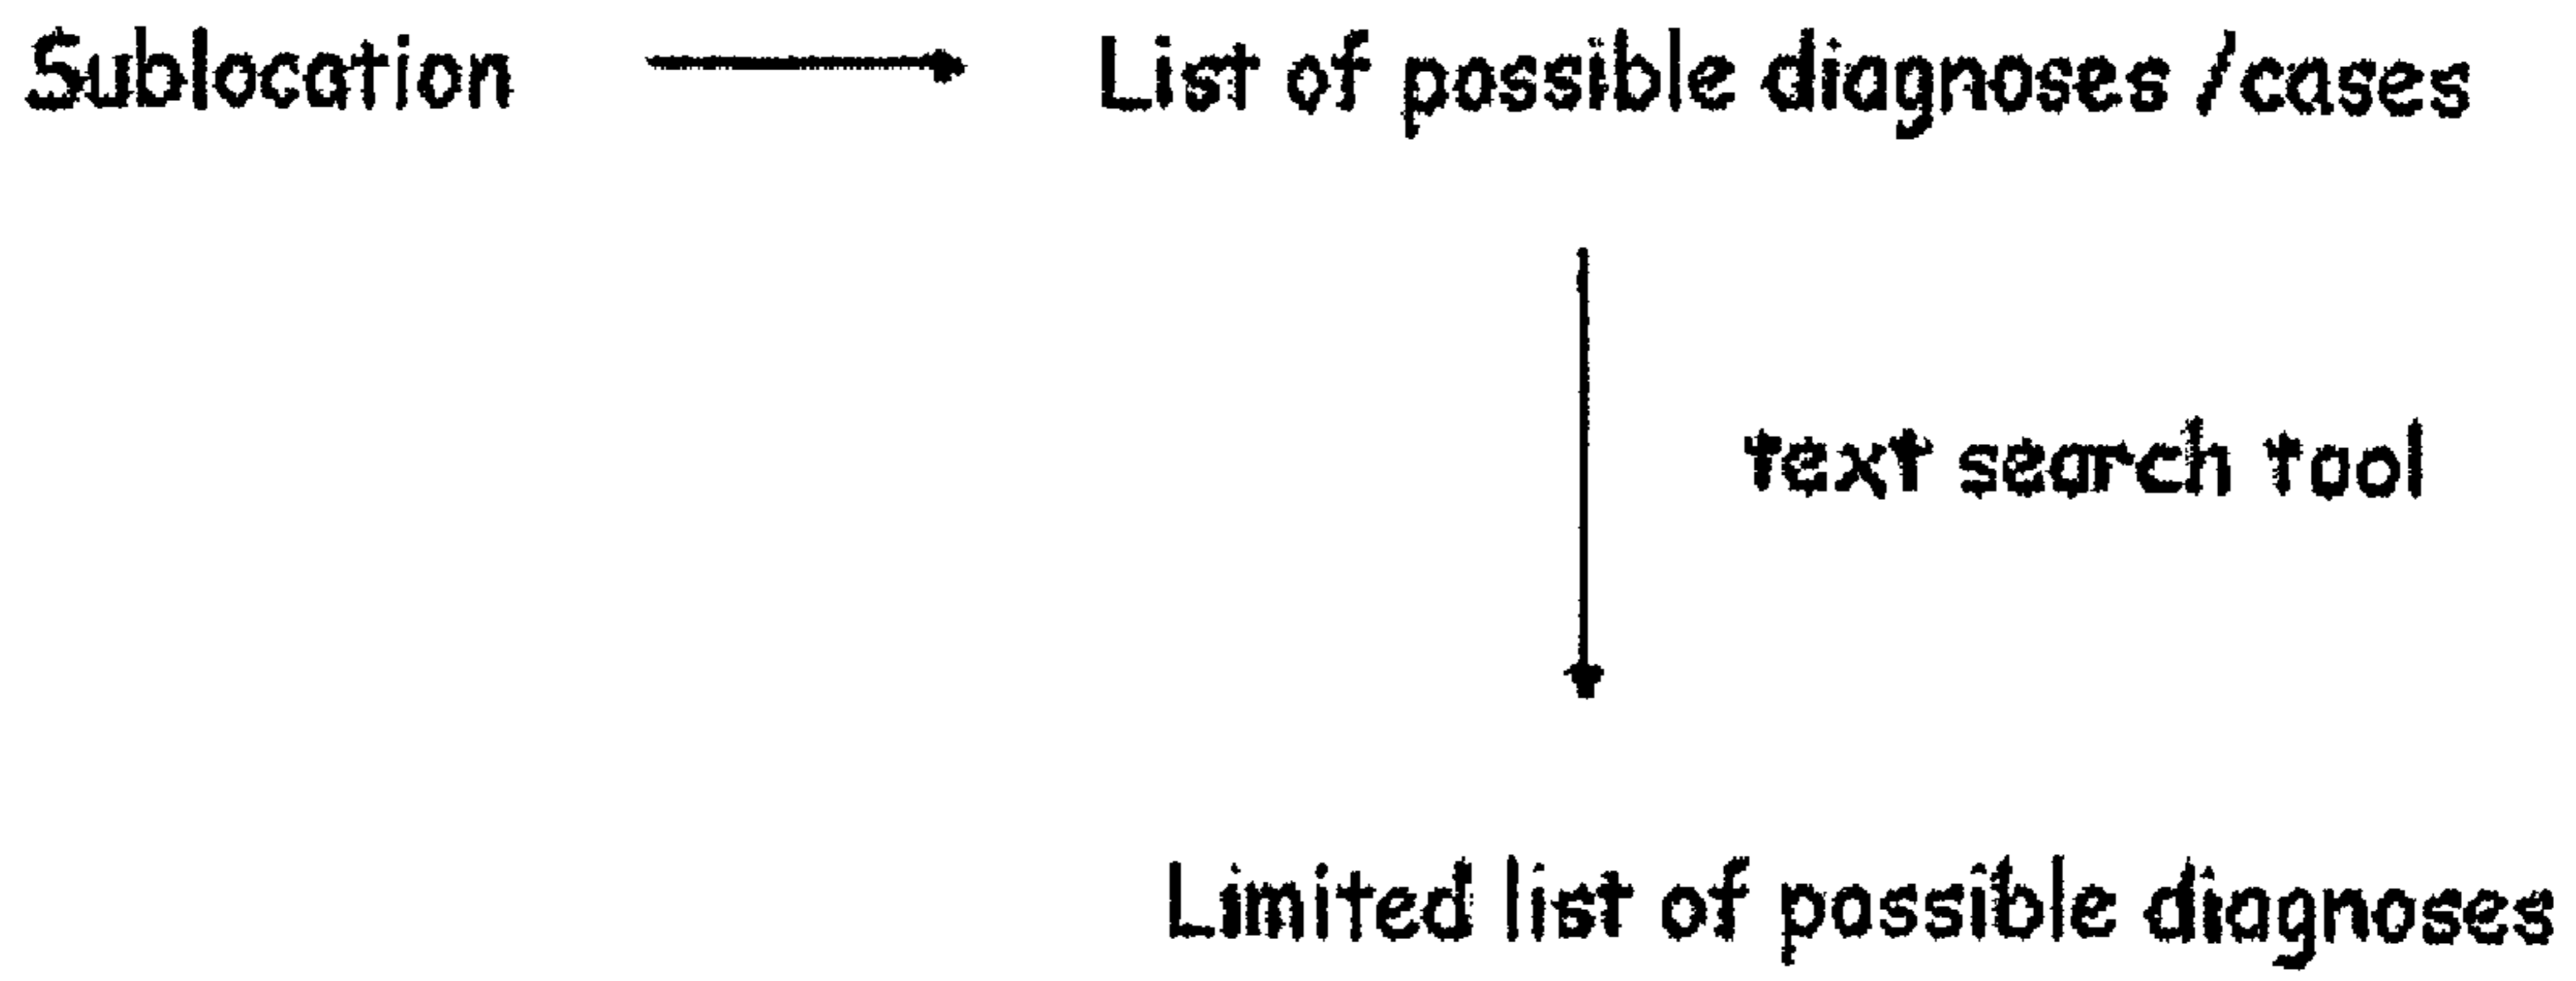 Sublocation
List of possible diagnoses /cases
text search tool
Limited list of possible diagnoses